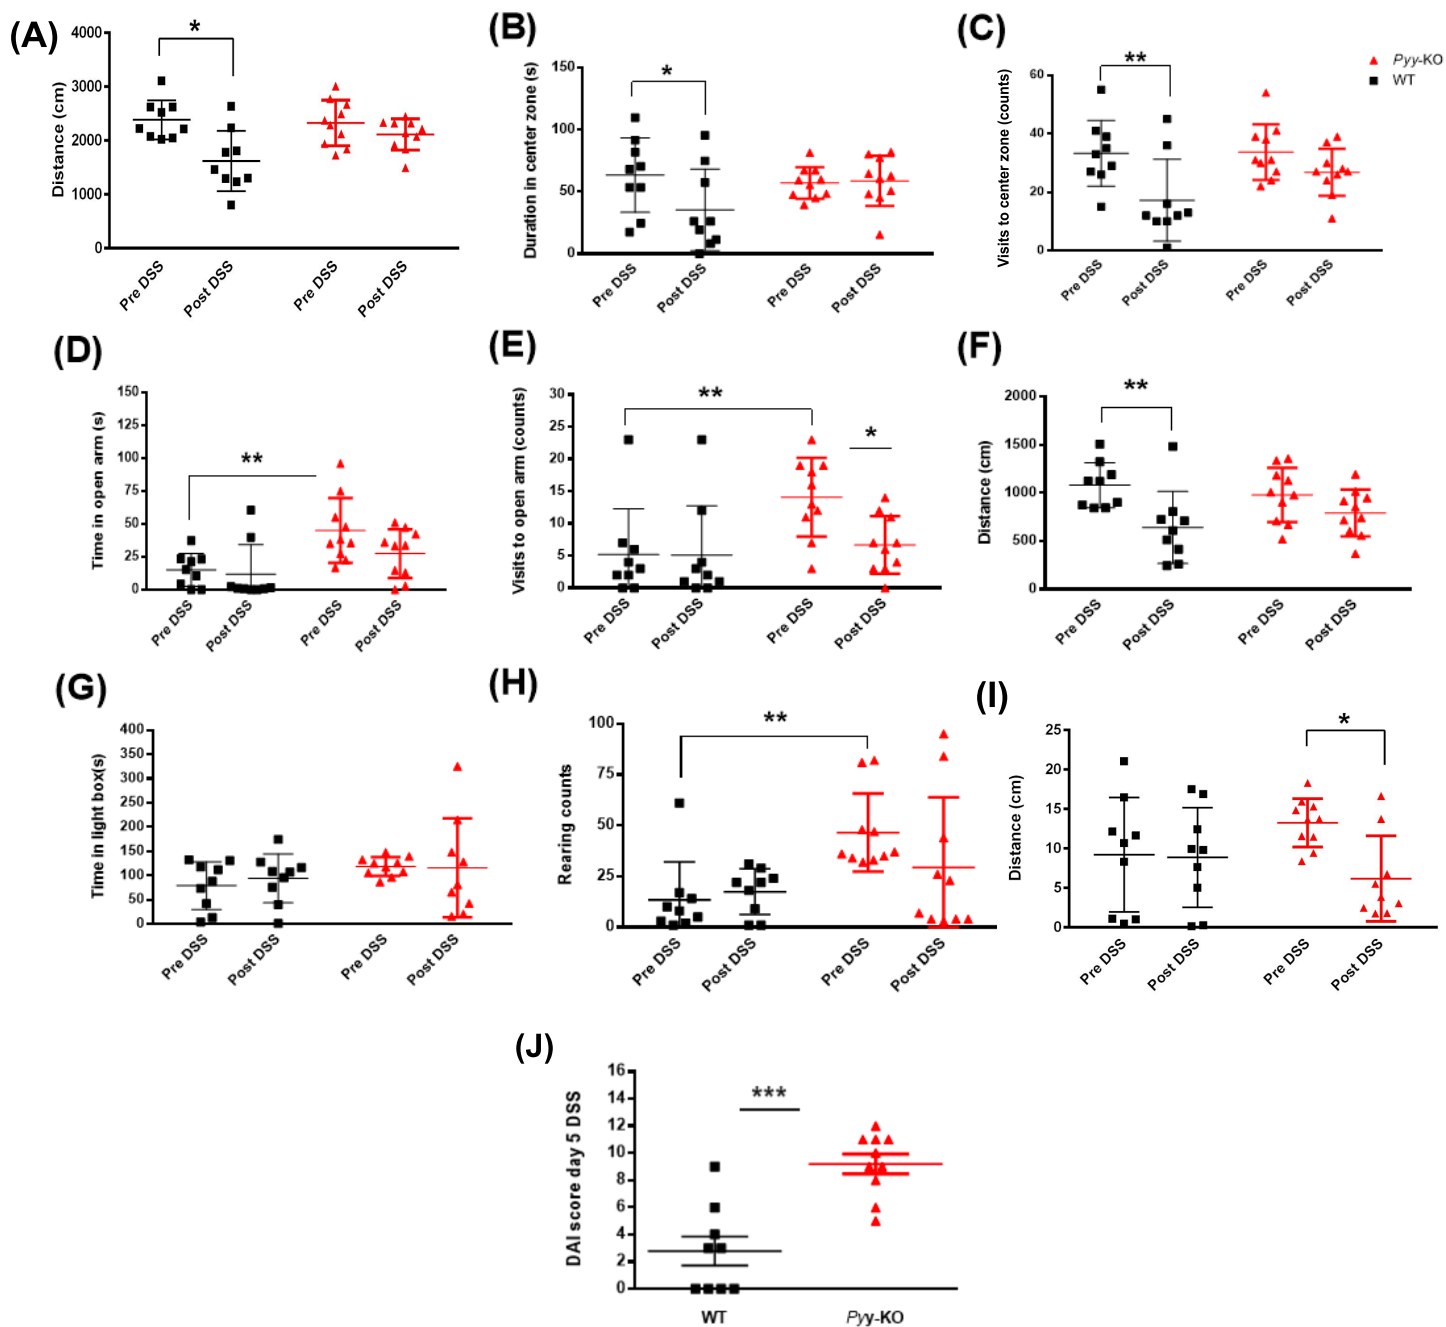 (A)
*
Distance (cm)
4000
3000
2000
1000
0
Pre DSS
Post DSS
Pre DSS
Post DSS
(B)
*
Duration in center zone (s)
150
100
50
0
Pre DSS
Post DSS
Pre DSS
Post DSS
(C)
**
Visits to center zone (counts)
60
40
20
0
Pre DSS
Post DSS
Pre DSS
Post DSS
Pyy-KO
WT
(D)
**
Time in open arm (s)
150
125
100
75
50
25
0
Pre DSS
Post DSS
Pre DSS
Post DSS
(E)
**
*
Visits to open arm (counts)
30
25
20
15
10
5
0
Pre DSS
Post DSS
Pre DSS
Post DSS
(F)
**
Distance (cm)
2000
1500
1000
500
0
Pre DSS
Post DSS
Pre DSS
Post DSS
(G)
Time in light box(s)
400
350
300
250
200
150
100
50
0
Pre DSS
Post DSS
Pre DSS
Post DSS
(H)
**
Rearing counts
100
75
50
25
0
Pre DSS
Post DSS
Pre DSS
Post DSS
(I)
*
Distance (cm)
25
20
15
10
5
0
Pre DSS
Post DSS
Pre DSS
Post DSS
(J)
***
DAI score day 5 DSS
16
14
12
10
8
6
4
2
0
WT
Pyy-KO